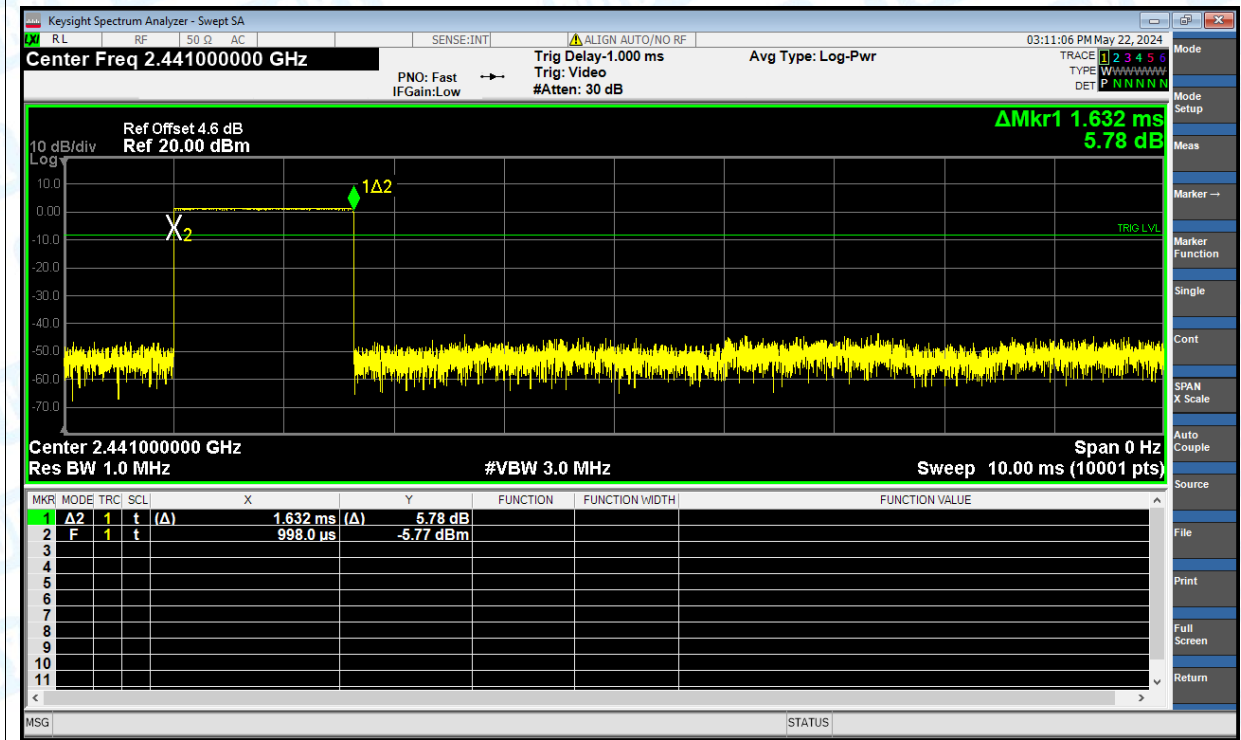 Keysight Spectrum Analyzer - Swept SA
LXI RL RF 50 Ω AC SENSE:INT ALIGN AUTO/NO RF 03:11:06 PM May 22, 2024
Center Freq 2.441000000 GHz
PNO: Fast
IFGain:Low
Trig Delay-1.000 ms
Trig: Video
#Atten: 30 dB
Avg Type: Log-Pwr
TRACE 1 2 3 4 5 6
TYPE WWWWWW
DET P N N N N N
ΔMkr1 1.632 ms
5.78 dB
Ref Offset 4.6 dB
10 dB/div Ref 20.00 dBm
Log
10.0
0.00
-10.0
-20.0
-30.0
-40.0
-50.0
-60.0
-70.0
1Δ2
2
TRIG LVL
Center 2.441000000 GHz Span 0 Hz
Res BW 1.0 MHz #VBW 3.0 MHz Sweep 10.00 ms (10001 pts)
MKR MODE TRC SCL X Y FUNCTION FUNCTION WIDTH FUNCTION VALUE
1 Δ2 1 t (Δ) 1.632 ms (Δ) 5.78 dB
2 F 1 t 998.0 µs -5.77 dBm
3
4
5
6
7
8
9
10
11
MSG STATUS
Mode
Mode
Setup
Meas
Marker →
Marker
Function
Single
Cont
SPAN
X Scale
Auto
Couple
Source
File
Print
Full
Screen
Return